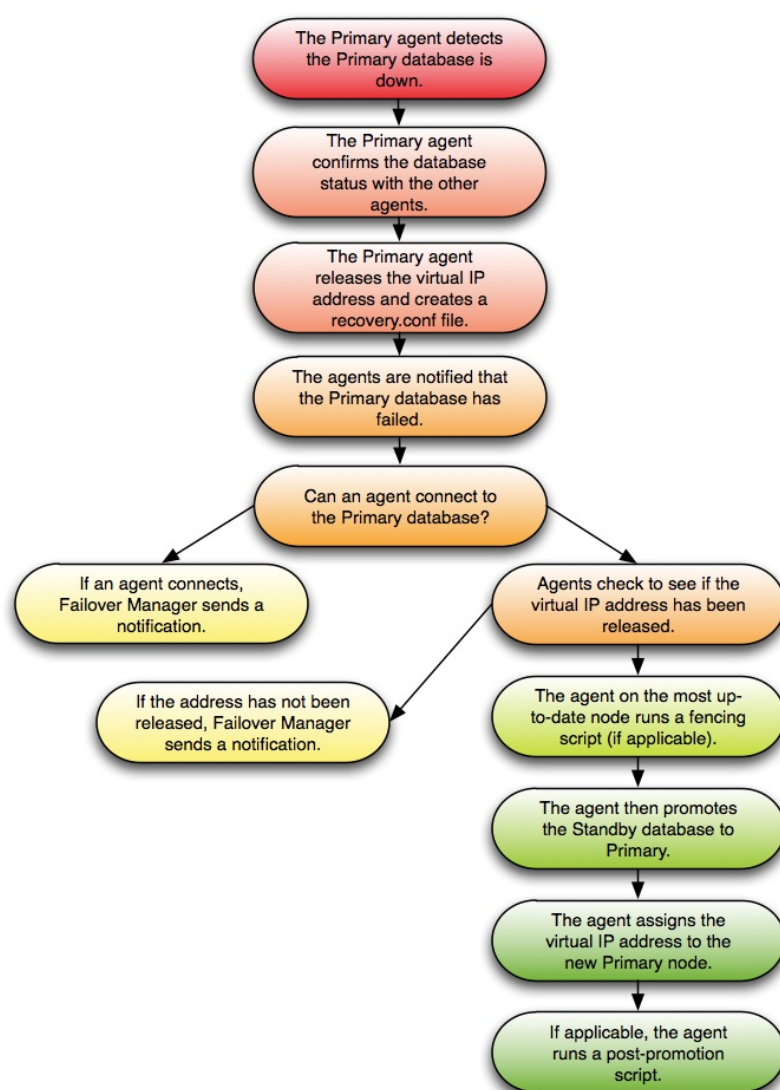 The Primary agent detects
the Primary database is
down.
The Primary agent
confirms the database
status with the other
agents.
The Primary agent
releases the virtual IP
address and creates a
recovery.conf file.
The agents are notified that
the Primary database has
failed.
Can an agent connect to
the Primary database?
If an agent connects,
Failover Manager sends a
notification.
Agents check to see if the
virtual IP address has been
released.
If the address has not been
released, Failover Manager
sends a notification.
The agent on the most up-
to-date node runs a fencing
script (if applicable).
The agent then promotes
the Standby database to
Primary.
The agent assigns the
virtual IP address to the
new Primary node.
If applicable, the agent
runs a post-promotion
script.